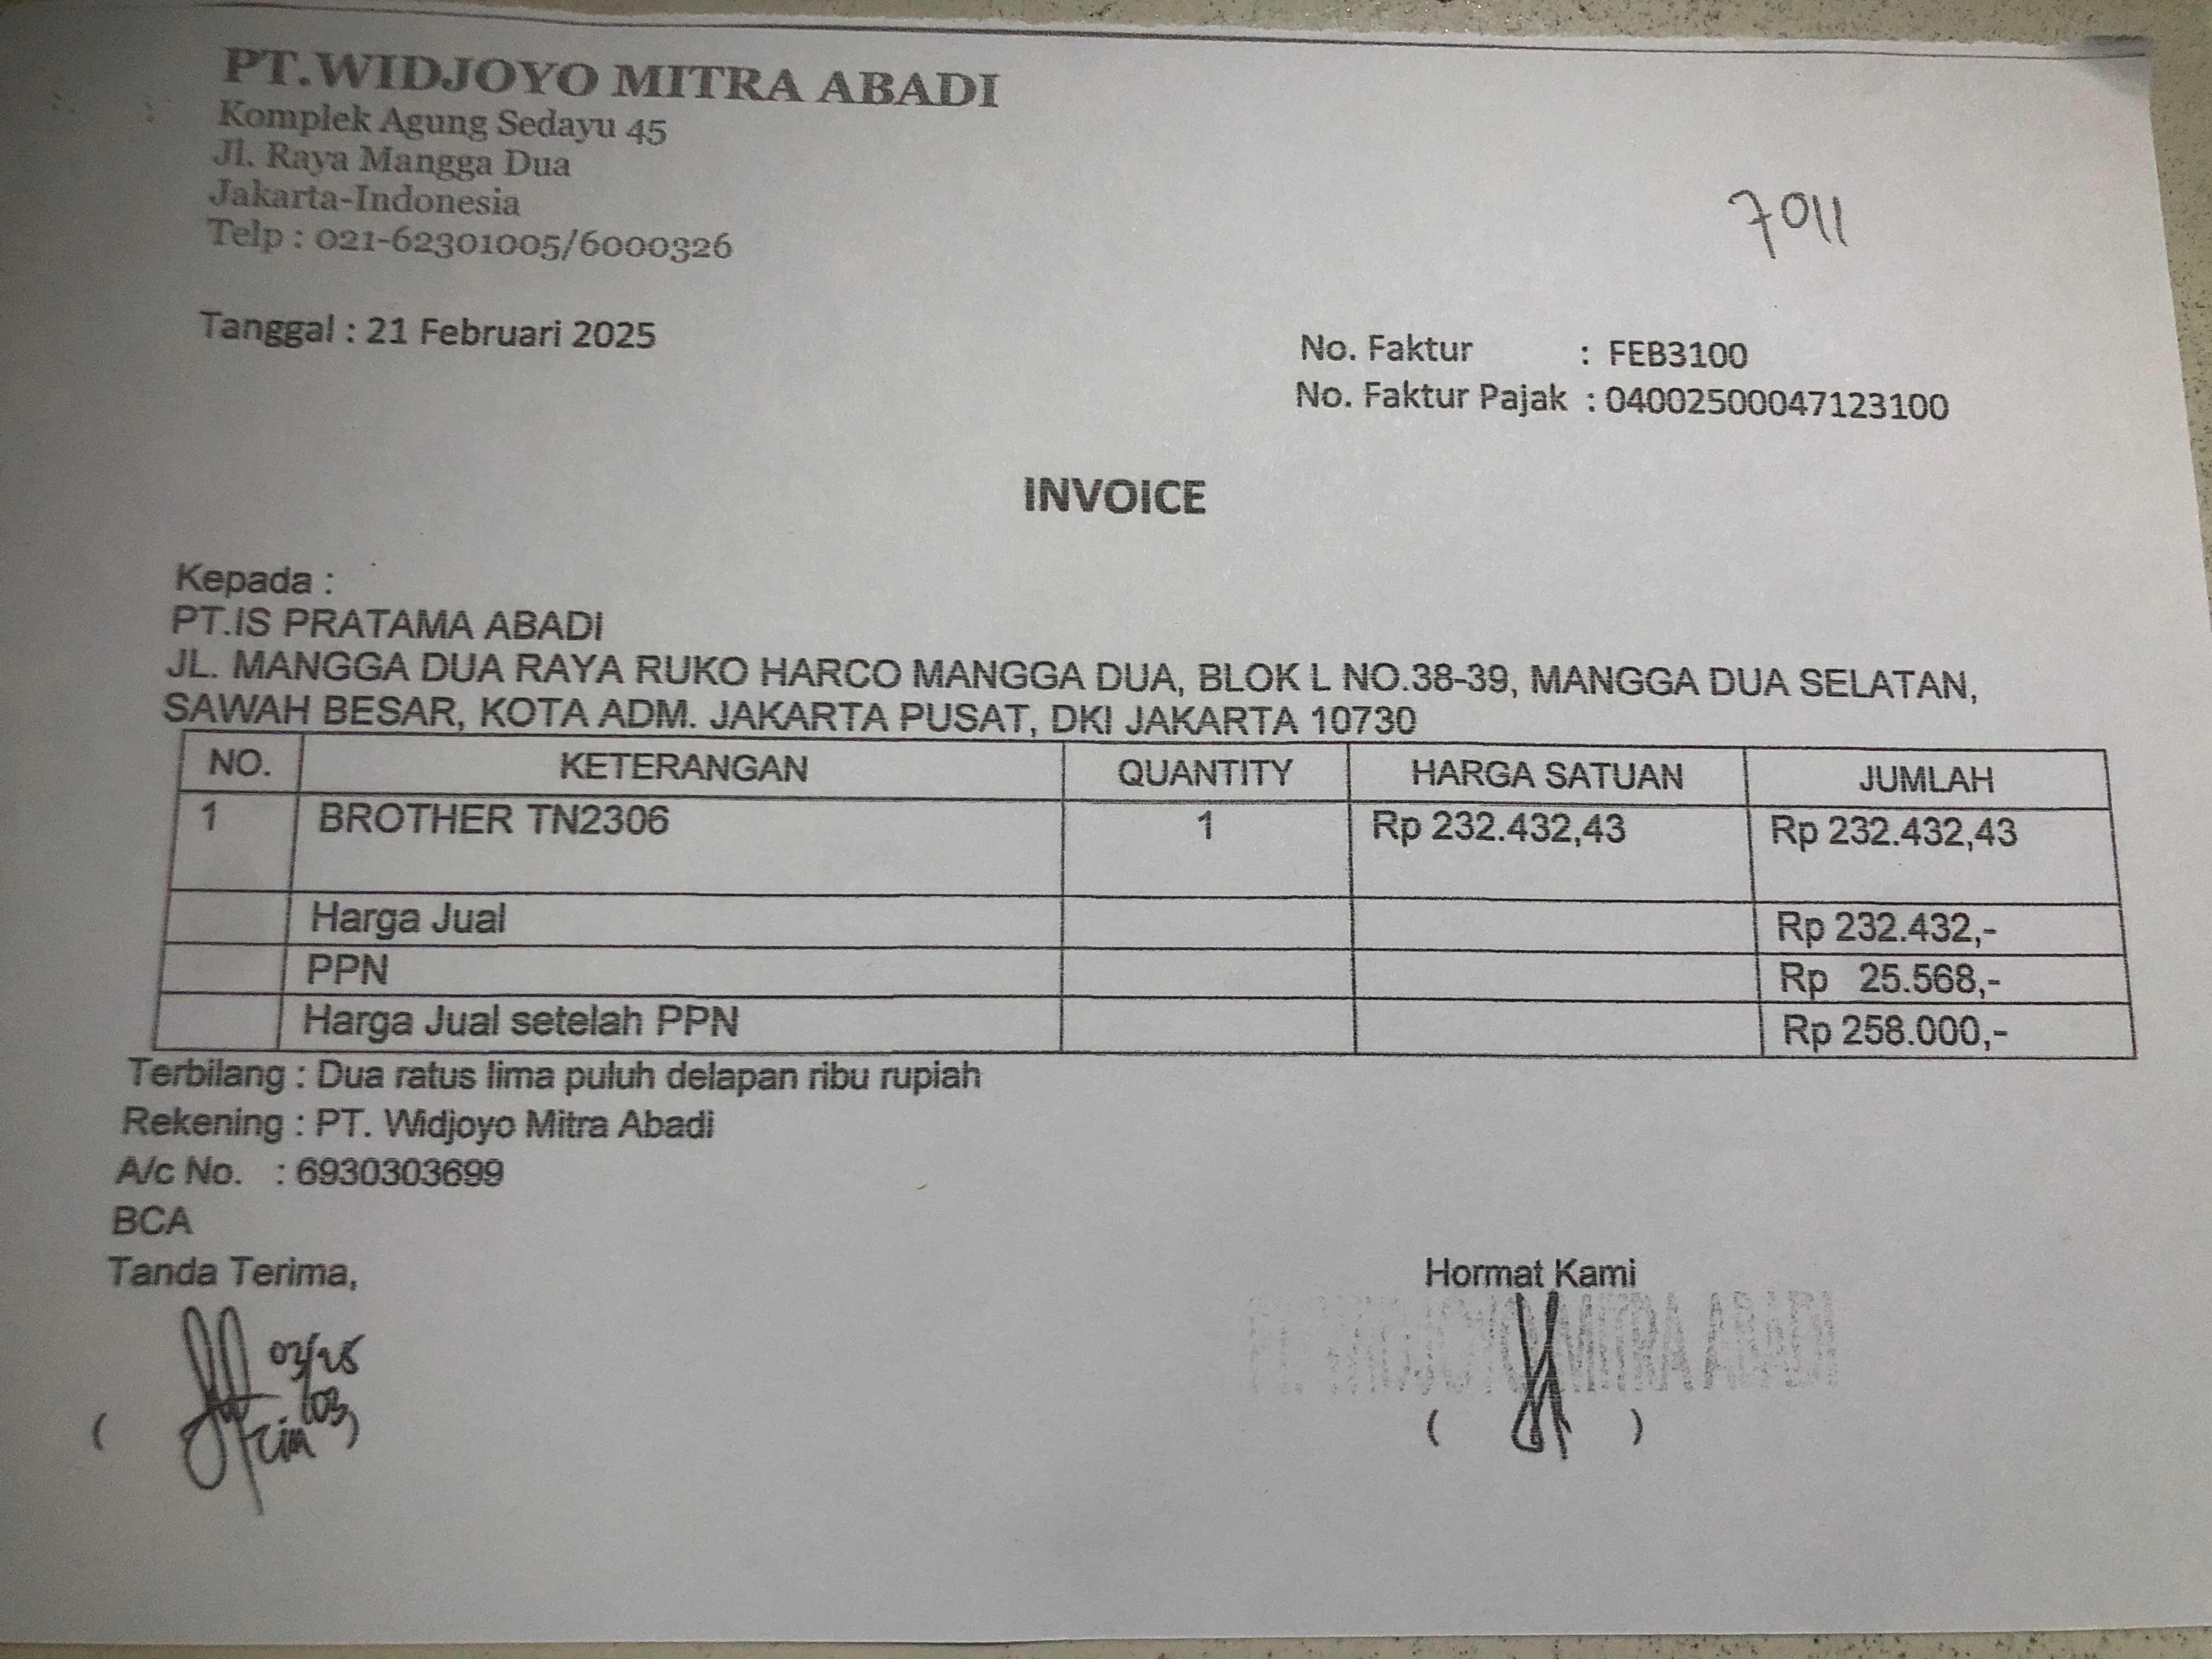 PT.WIDJOYO MITRA ABADI
Komplek Agung Sedayu 45
Jl. Raya Mangga Dua
Jakarta-Indonesia
Telp : 021-62301005/6000326
7011
Tanggal : 21 Februari 2025
No. Faktur : FEB3100
No. Faktur Pajak : 04002500047123100
INVOICE
Kepada :
PT.IS PRATAMA ABADI
JL. MANGGA DUA RAYA RUKO HARCO MANGGA DUA, BLOK L NO.38-39, MANGGA DUA SELATAN,
SAWAH BESAR, KOTA ADM. JAKARTA PUSAT, DKI JAKARTA 10730
NO. KETERANGAN QUANTITY HARGA SATUAN JUMLAH
1 BROTHER TN2306 1 Rp 232.432,43 Rp 232.432,43
Harga Jual Rp 232.432,-
PPN Rp 25.568,-
Harga Jual setelah PPN Rp 258.000,-
Terbilang : Dua ratus lima puluh delapan ribu rupiah
Rekening : PT. Widjoyo Mitra Abadi
A/c No. : 6930303699
BCA
Tanda Terima,
Hormat Kami
PT WIDJOYO MITRA ABADI
( )
( )